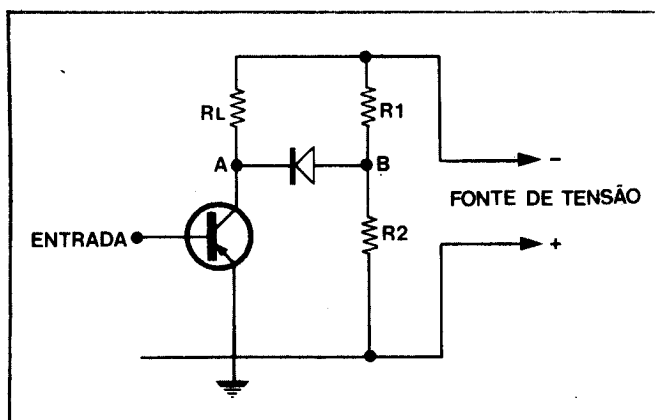 RL
R1
A
B
−
FONTE DE TENSÃO
ENTRADA
R2
+